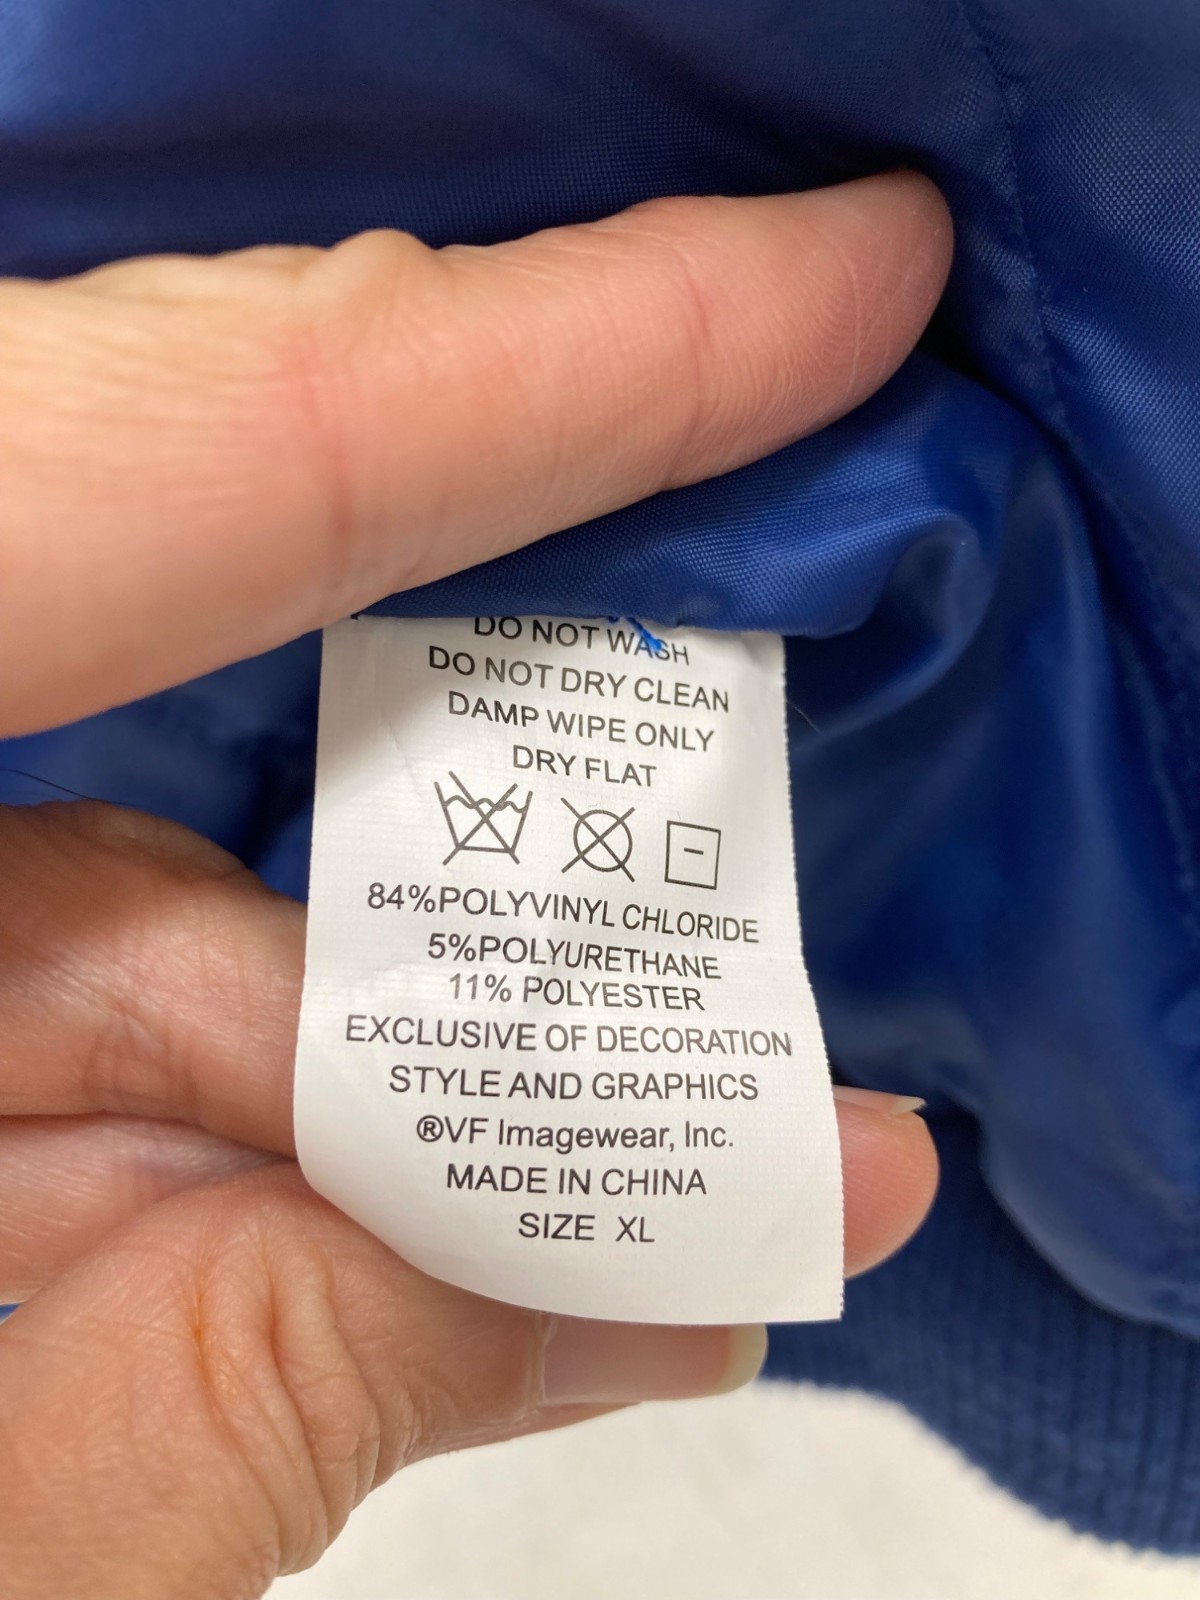 DO NOT WASH
DO NOT DRY CLEAN
DAMP WIPE ONLY
DRY FLAT
84%POLYVINYL CHLORIDE
5%POLYURETHANE
11% POLYESTER
EXCLUSIVE OF DECORATION
STYLE AND GRAPHICS
®VF Imagewear, Inc.
MADE IN CHINA
SIZE XL